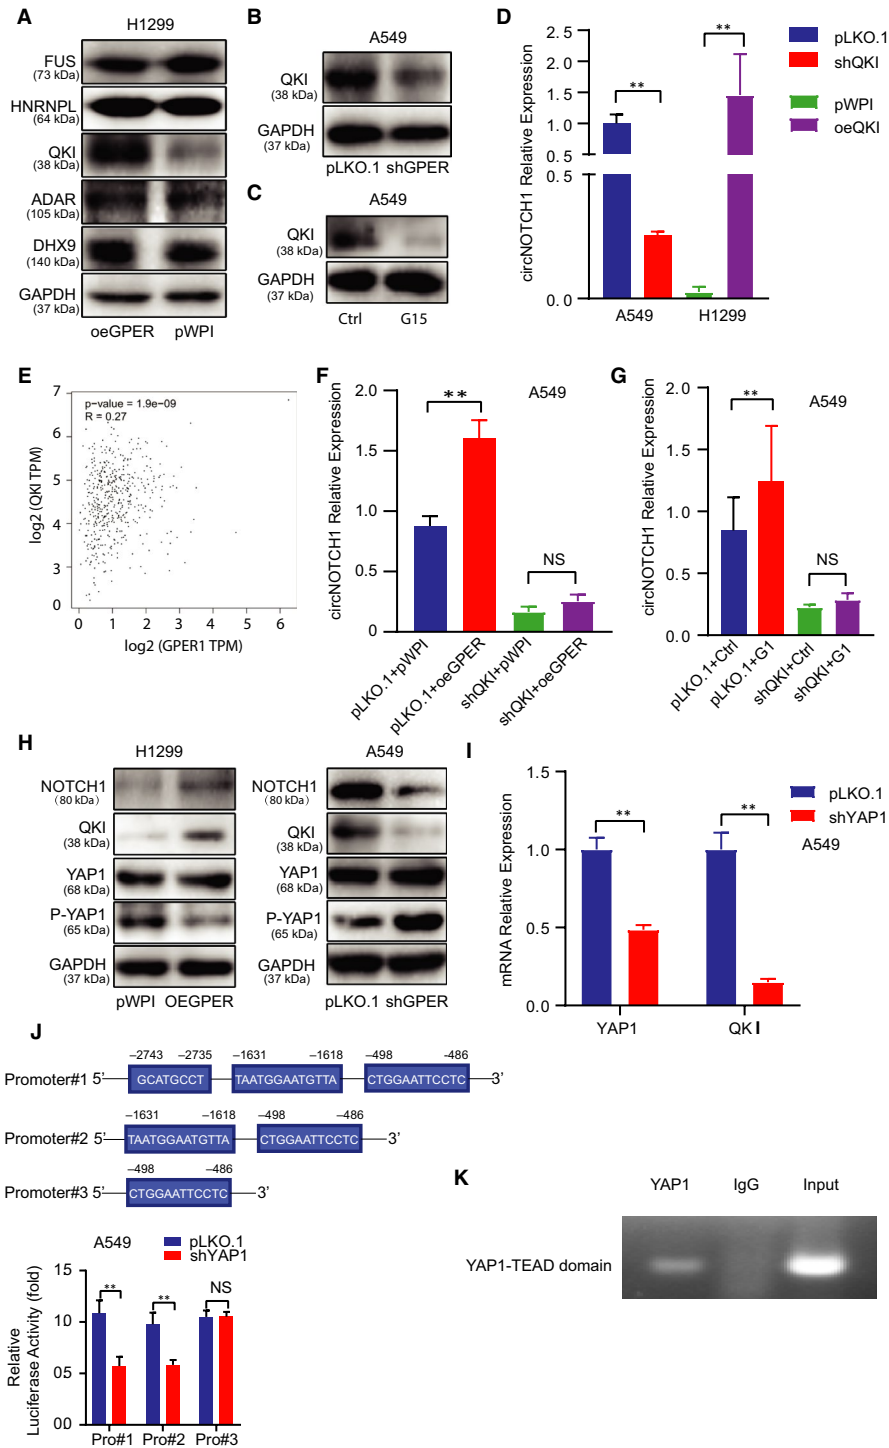 A
H1299
FUS
(73 kDa)
HNRNPL
(64 kDa)
QKI
(38 kDa)
ADAR
(105 kDa)
DHX9
(140 kDa)
GAPDH
(37 kDa)
oeGPER pWPI
B
A549
QKI
(38 kDa)
GAPDH
(37 kDa)
pLKO.1 shGPER
C
A549
QKI
(38 kDa)
GAPDH
(37 kDa)
Ctrl G15
D
circNOTCH1 Relative Expression
2.5
2.0
1.5
1.0
0.5
0.5
0.0
** **
A549 H1299
pLKO.1
shQKI
pWPI
oeQKI
E
p-value = 1.9e-09
R = 0.27
log2 (QKI TPM)
7
6
5
4
3
0
0 1 2 3 4 5 6
log2 (GPER1 TPM)
F
A549
circNOTCH1 Relative Expression
2.0
1.5
1.0
0.5
0
**
NS
pLKO.1+pWPI
pLKO.1+oeGPER
shQKI+pWPI
shQKI+oeGPER
G
A549
circNOTCH1 Relative Expression
2.0
1.5
1.0
0.5
0.0
**
NS
pLKO.1+Ctrl
pLKO.1+G1
shQKI+Ctrl
shQKI+G1
H
H1299
NOTCH1
(80 kDa)
QKI
(38 kDa)
YAP1
(68 kDa)
P-YAP1
(65 kDa)
GAPDH
(37 kDa)
pWPI OEGPER
A549
NOTCH1
(80 kDa)
QKI
(38 kDa)
YAP1
(68 kDa)
P-YAP1
(65 kDa)
GAPDH
(37 kDa)
pLKO.1 shGPER
I
mRNA Relative Expression
1.5
1.0
0.5
0.0
** **
YAP1 QKI
pLKO.1
shYAP1
A549
J
-2743 -2735 -1631 -1618 -498 -486
Promoter#1 5' GCATGCCT TAATGGAATGTTA CTGGAATTCCTC 3'
-1631 -1618 -498 -486
Promoter#2 5' TAATGGAATGTTA CTGGAATTCCTC 3'
-498 -486
Promoter#3 5' CTGGAATTCCTC 3'
A549
pLKO.1
shYAP1
Relative
Luciferase Activity (fold)
15
10
05
00
** ** NS
Pro#1 Pro#2 Pro#3
K
YAP1 IgG Input
YAP1-TEAD domain